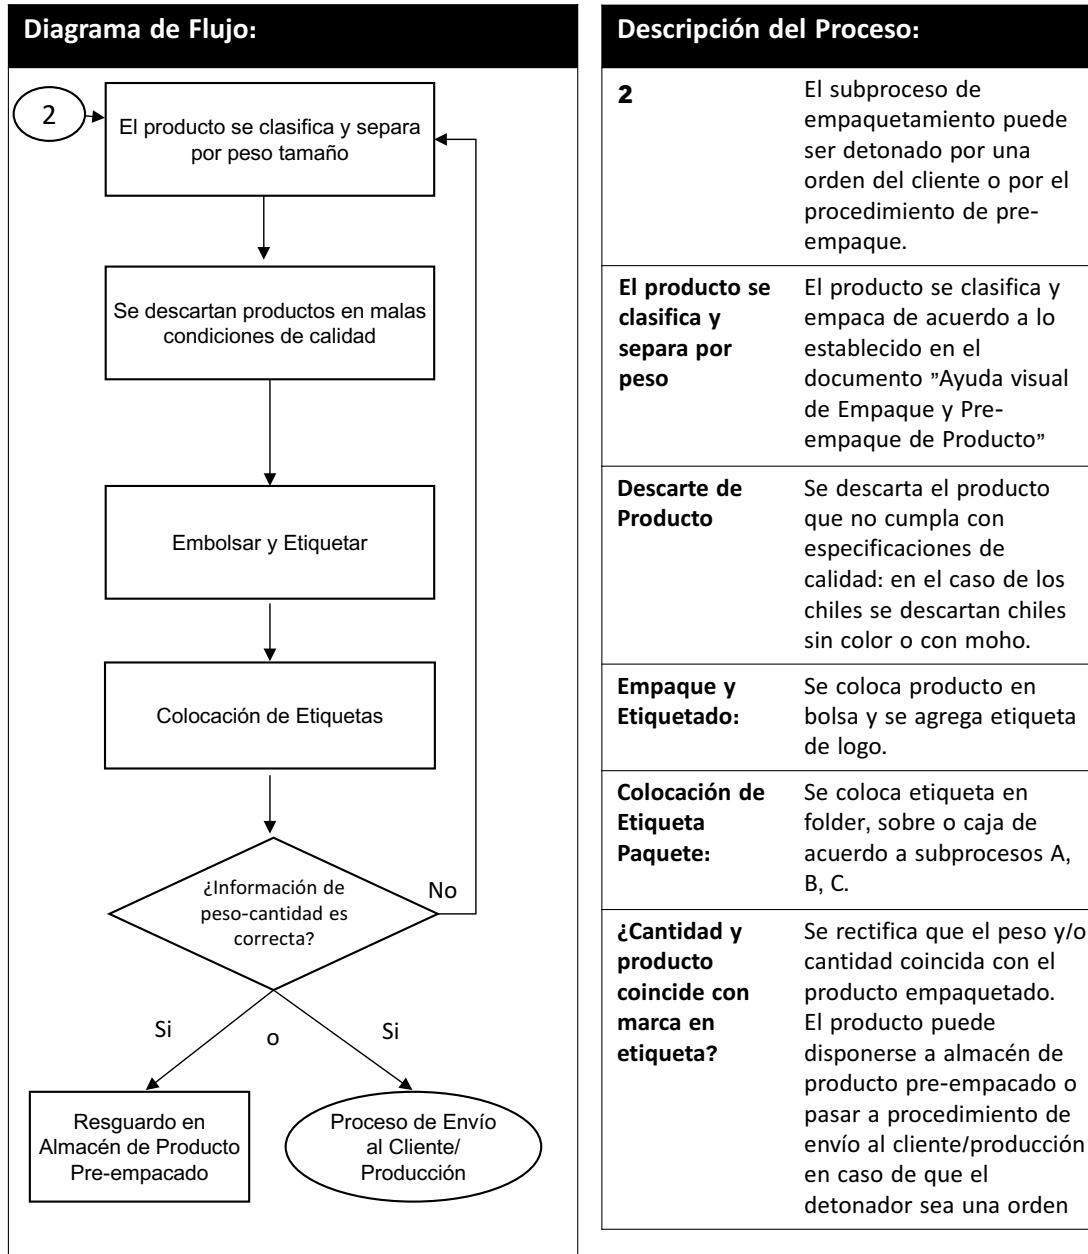 Diagrama de Flujo:
2
El producto se clasifica y separa
por peso tamaño
Se descartan productos en malas
condiciones de calidad
Embolsar y Etiquetar
Colocación de Etiquetas
¿Información de
peso-cantidad es
correcta?
No
Si
o
Si
Resguardo en
Almacén de Producto
Pre-empacado
Proceso de Envío
al Cliente/
Producción
Descripción del Proceso:
2
El subproceso de
empaquetamiento puede
ser detonado por una
orden del cliente o por el
procedimiento de pre-
empaque.
El producto se
clasifica y
separa por
peso
El producto se clasifica y
empaca de acuerdo a lo
establecido en el
documento ”Ayuda visual
de Empaque y Pre-
empaque de Producto”
Descarte de
Producto
Se descarta el producto
que no cumpla con
especificaciones de
calidad: en el caso de los
chiles se descartan chiles
sin color o con moho.
Empaque y
Etiquetado:
Se coloca producto en
bolsa y se agrega etiqueta
de logo.
Colocación de
Etiqueta
Paquete:
Se coloca etiqueta en
folder, sobre o caja de
acuerdo a subprocesos A,
B, C.
¿Cantidad y
producto
coincide con
marca en
etiqueta?
Se rectifica que el peso y/o
cantidad coincida con el
producto empaquetado.
El producto puede
disponerse a almacén de
producto pre-empacado o
pasar a procedimiento de
envío al cliente/producción
en caso de que el
detonador sea una orden